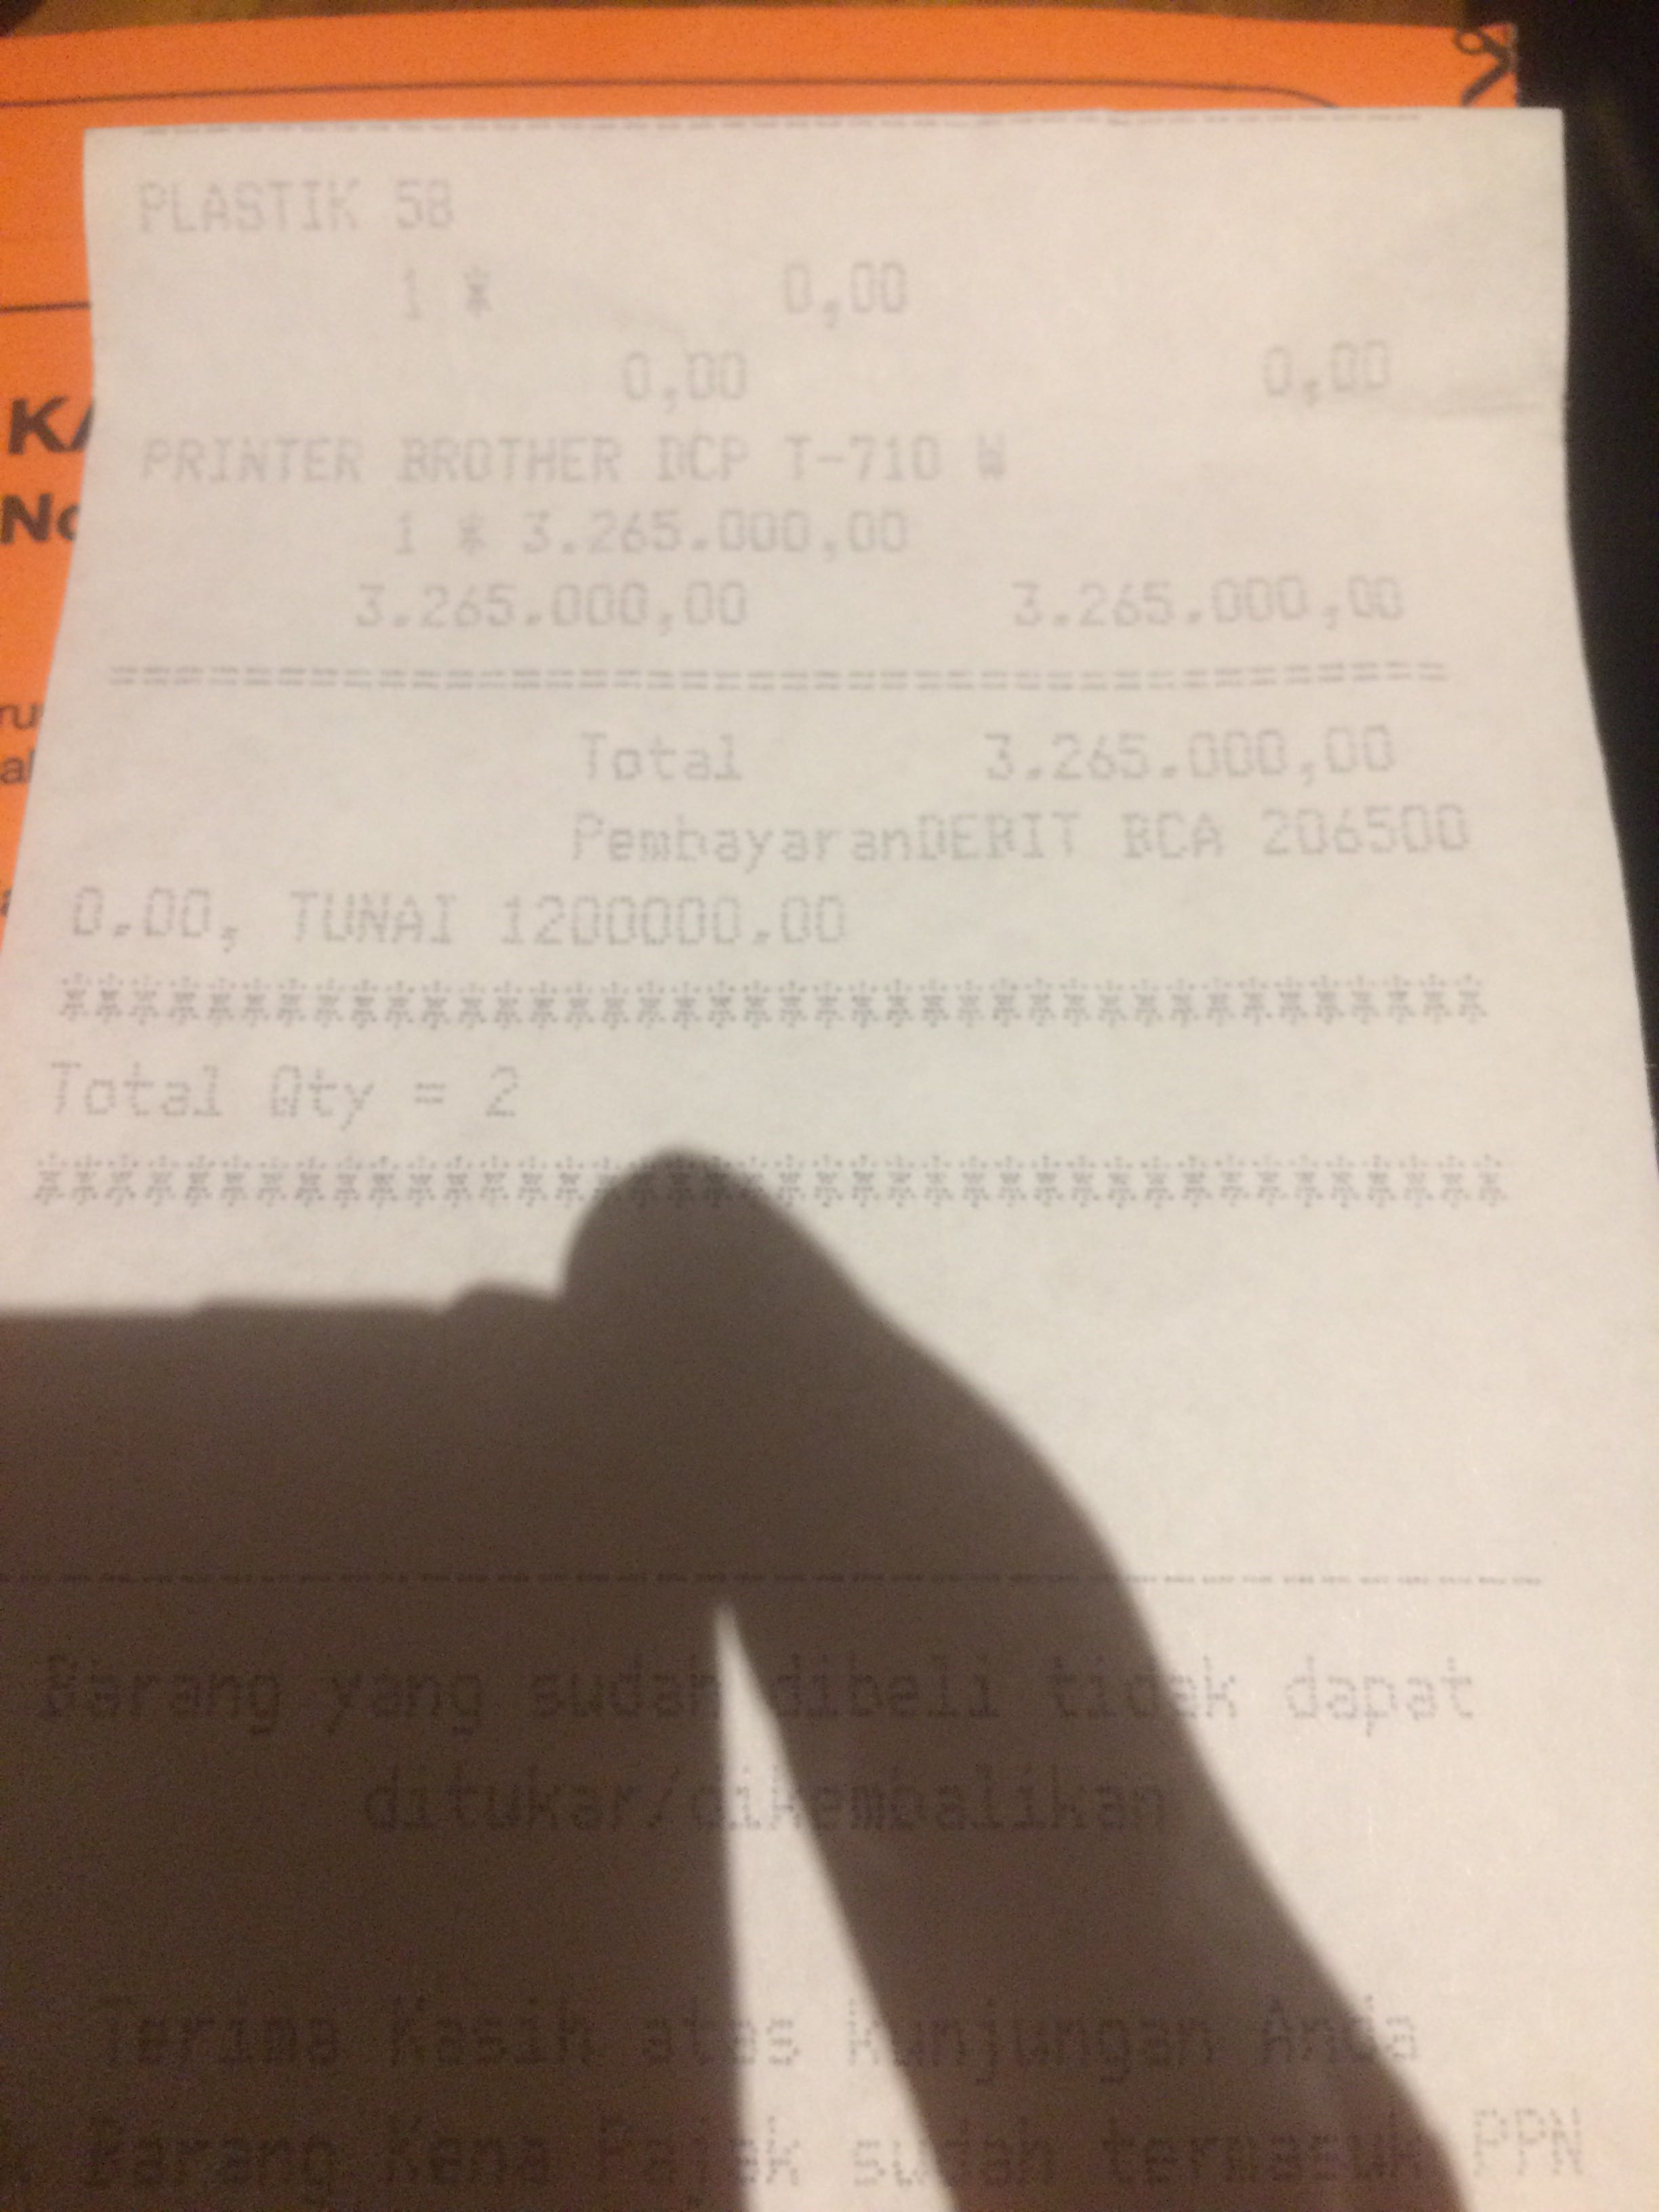 PLASTIK 58
1 * 0,00
0,00 0,00
PRINTER BROTHER DCP T-710 W
1 * 3.265.000,00
3.265.000,00 3.265.000,00
========================================
Total 3.265.000,00
PembayaranDEBIT BCA 206500
0.00, TUNAI 1200000.00
****************************************
Total Qty = 2
****************************************
----------------------------------------
Barang yang sudah dibeli tidak dapat
ditukar/dikembalikan
Terima Kasih atas Kunjungan Anda
Barang Kena Pajak sudah termasuk PPN